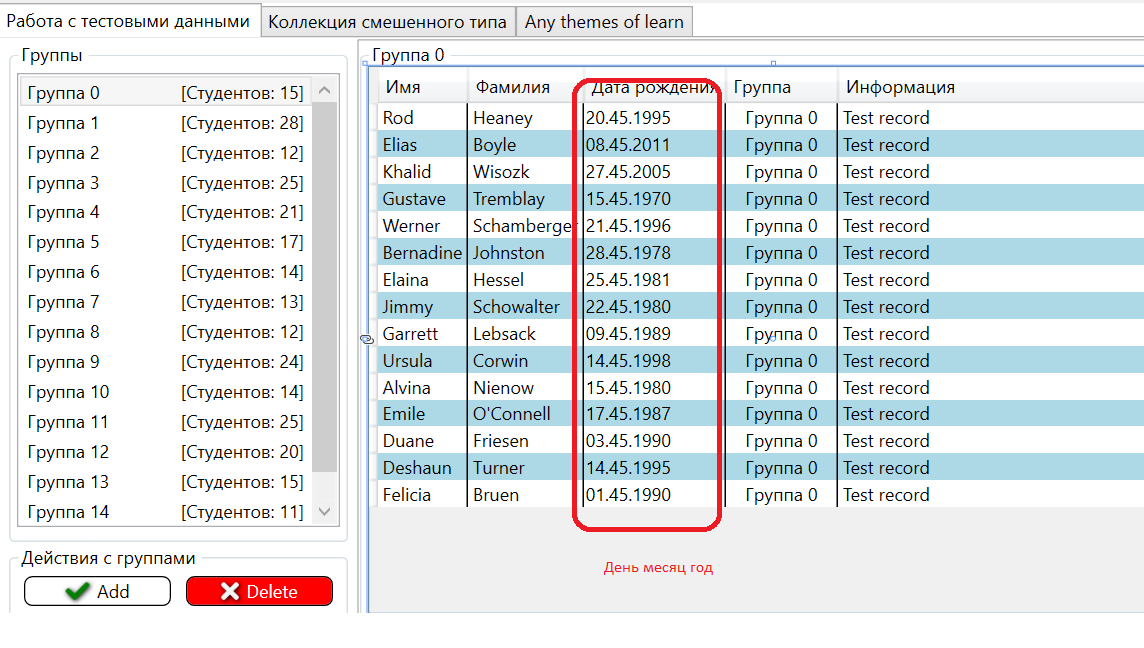 Работа с тестовыми данными Коллекция смешенного типа Any themes of learn
Группы
Группа 0 [Студентов: 15]
Группа 1 [Студентов: 28]
Группа 2 [Студентов: 12]
Группа 3 [Студентов: 25]
Группа 4 [Студентов: 21]
Группа 5 [Студентов: 17]
Группа 6 [Студентов: 14]
Группа 7 [Студентов: 13]
Группа 8 [Студентов: 12]
Группа 9 [Студентов: 24]
Группа 10 [Студентов: 14]
Группа 11 [Студентов: 25]
Группа 12 [Студентов: 20]
Группа 13 [Студентов: 15]
Группа 14 [Студентов: 11]
Действия с группами
Add Delete
Группа 0
Имя Фамилия Дата рождения Группа Информация
Rod Heaney 20.45.1995 Группа 0 Test record
Elias Boyle 08.45.2011 Группа 0 Test record
Khalid Wisozk 27.45.2005 Группа 0 Test record
Gustave Tremblay 15.45.1970 Группа 0 Test record
Werner Schamberger 21.45.1996 Группа 0 Test record
Bernadine Johnston 28.45.1978 Группа 0 Test record
Elaina Hessel 25.45.1981 Группа 0 Test record
Jimmy Schowalter 22.45.1980 Группа 0 Test record
Garrett Lebsack 09.45.1989 Группа 0 Test record
Ursula Corwin 14.45.1998 Группа 0 Test record
Alvina Nienow 15.45.1980 Группа 0 Test record
Emile O'Connell 17.45.1987 Группа 0 Test record
Duane Friesen 03.45.1990 Группа 0 Test record
Deshaun Turner 14.45.1995 Группа 0 Test record
Felicia Bruen 01.45.1990 Группа 0 Test record
День месяц год